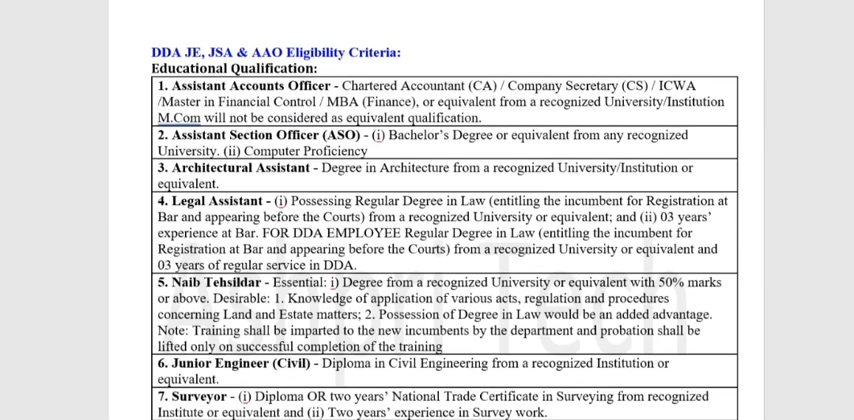 DDA JE, JSA & AAO Eligibility Criteria:
Educational Qualification:
1. Assistant Accounts Officer - Chartered Accountant (CA) / Company Secretary (CS) / ICWA
/Master in Financial Control / MBA (Finance), or equivalent from a recognized University/Institution
M.Com will not be considered as equivalent qualification.
2. Assistant Section Officer (ASO) - (i) Bachelor's Degree or equivalent from any recognized
University. (ii) Computer Proficiency
3. Architectural Assistant - Degree in Architecture from a recognized University/Institution or
equivalent.
4. Legal Assistant - (i) Possessing Regular Degree in Law (entitling the incumbent for Registration at
Bar and appearing before the Courts) from a recognized University or equivalent; and (ii) 03 years'
experience at Bar. FOR DDA EMPLOYEE Regular Degree in Law (entitling the incumbent for
Registration at Bar and appearing before the Courts) from a recognized University or equivalent and
03 years of regular service in DDA.
5. Naib Tehsildar - Essential: i) Degree from a recognized University or equivalent with 50% marks
or above. Desirable: 1. Knowledge of application of various acts, regulation and procedures
concerning Land and Estate matters; 2. Possession of Degree in Law would be an added advantage.
Note: Training shall be imparted to the new incumbents by the department and probation shall be
lifted only on successful completion of the training
6. Junior Engineer (Civil) - Diploma in Civil Engineering from a recognized Institution or
equivalent.
7. Surveyor - (i) Diploma OR two years' National Trade Certificate in Surveying from recognized
Institute or equivalent and (ii) Two years' experience in Survey work.